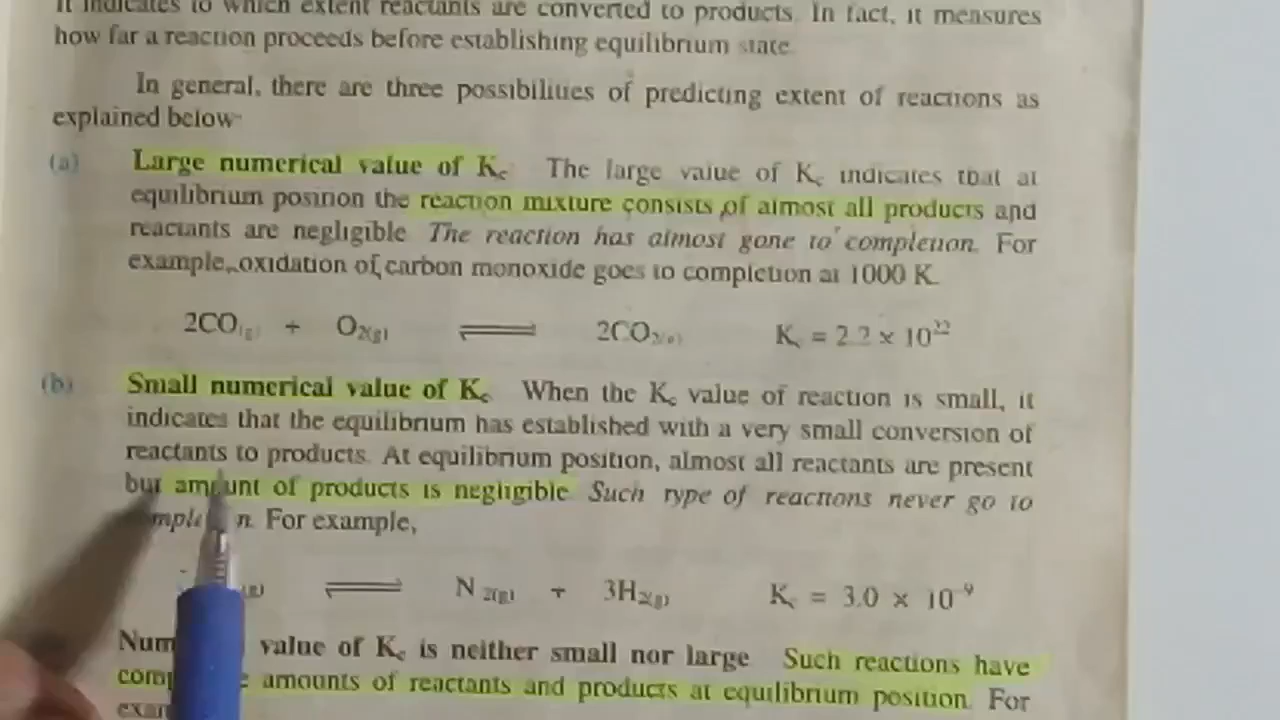 It indicates to which extent reactants are converted to products. In fact, it measures
how far a reaction proceeds before establishing equilibrium state.
In general, there are three possibilities of predicting extent of reactions as
explained below
(a) Large numerical value of Kc The large value of Kc indicates that at
equilibrium position the reaction mixture consists of almost all products and
reactants are negligible. The reaction has almost gone to completion. For
example, oxidation of carbon monoxide goes to completion at 1000 K.
2CO(g) + O2(g) ⇌ 2CO2(g) Kc = 2.2 × 10²²
(b) Small numerical value of Kc When the Kc value of reaction is small, it
indicates that the equilibrium has established with a very small conversion of
reactants to products. At equilibrium position, almost all reactants are present
but amount of products is negligible. Such type of reactions never go to
For example,
(g) ⇌ N2(g) + 3H2(g) Kc = 3.0 × 10⁻⁹
value of Kc is neither small nor large Such reactions have
amounts of reactants and products at equilibrium position. For